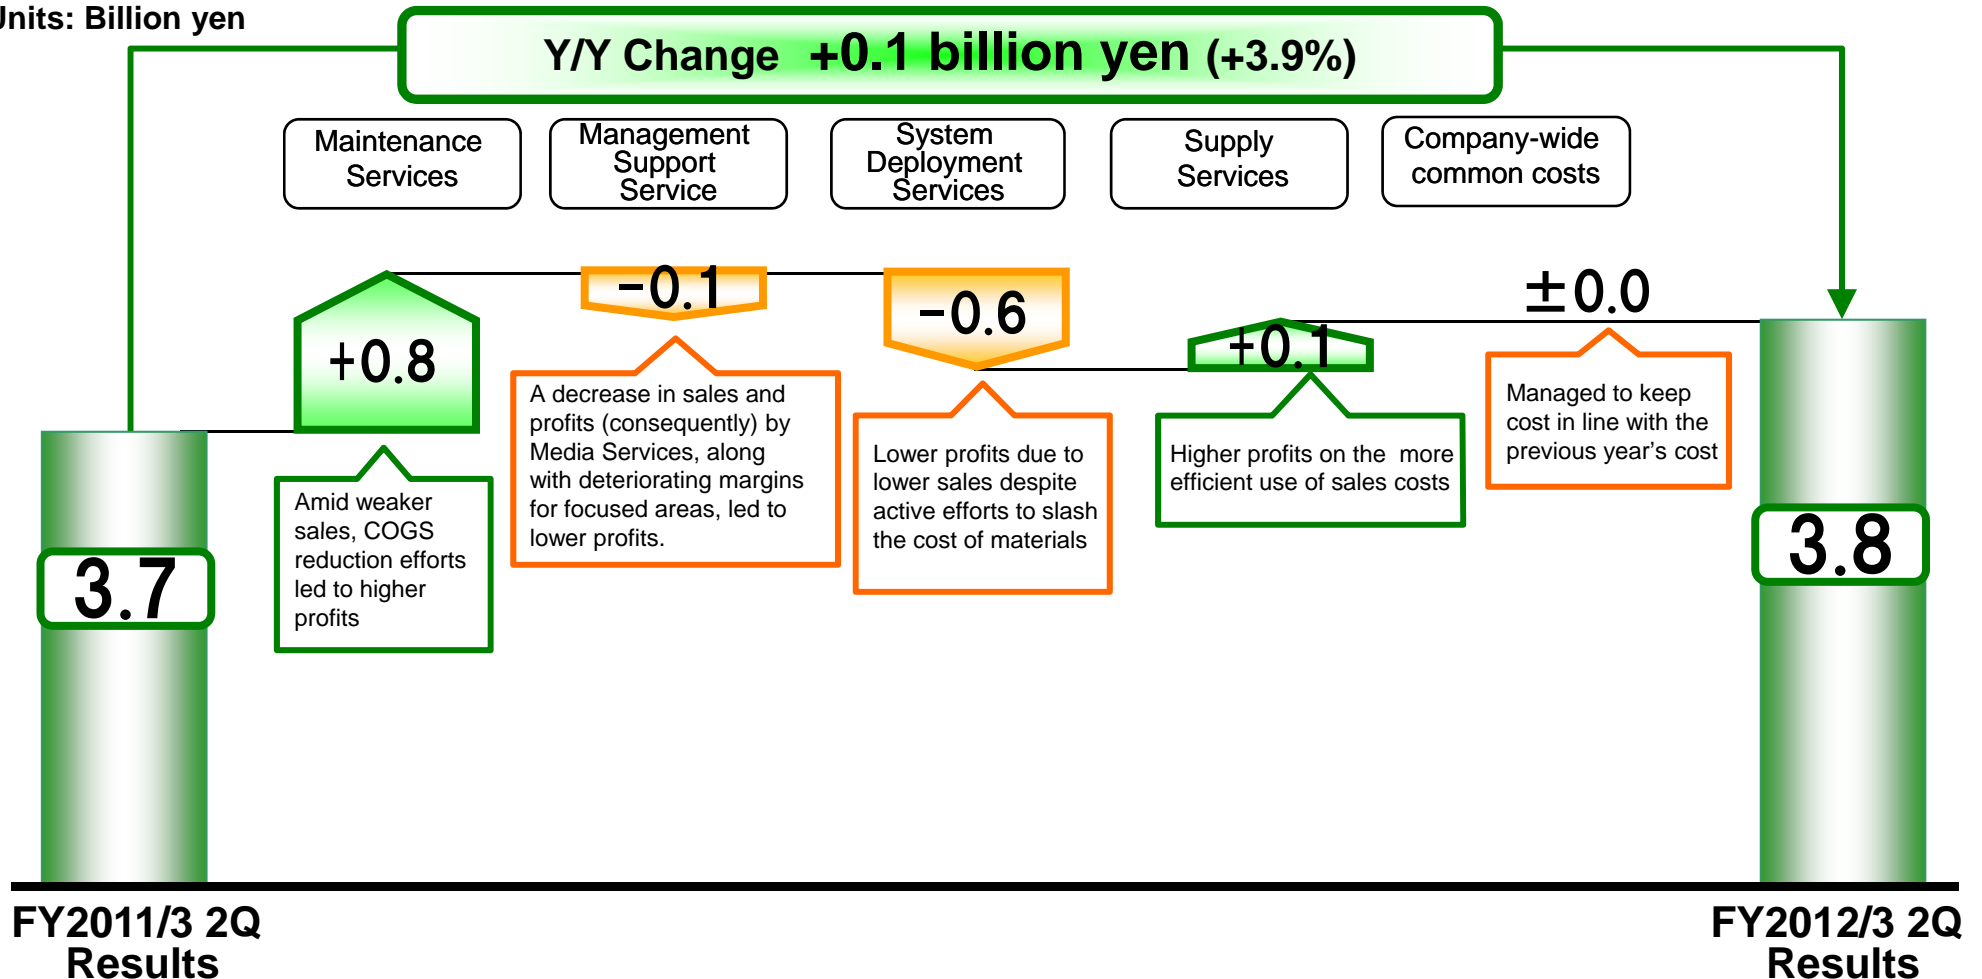 Units: Billion yen
Y/Y Change +0.1 billion yen (+3.9%)
Maintenance
Services
Management
Support
Service
System
Deployment
Services
Supply
Services
Company-wide
common costs
+0.8
-0.1
-0.6
+0.1
±0.0
Amid weaker
sales, COGS
reduction efforts
led to higher
profits
A decrease in sales and
profits (consequently) by
Media Services, along
with deteriorating margins
for focused areas, led to
lower profits.
Lower profits due to
lower sales despite
active efforts to slash
the cost of materials
Higher profits on the more
efficient use of sales costs
Managed to keep
cost in line with the
previous year's cost
3.7
3.8
FY2011/3 2Q
Results
FY2012/3 2Q
Results